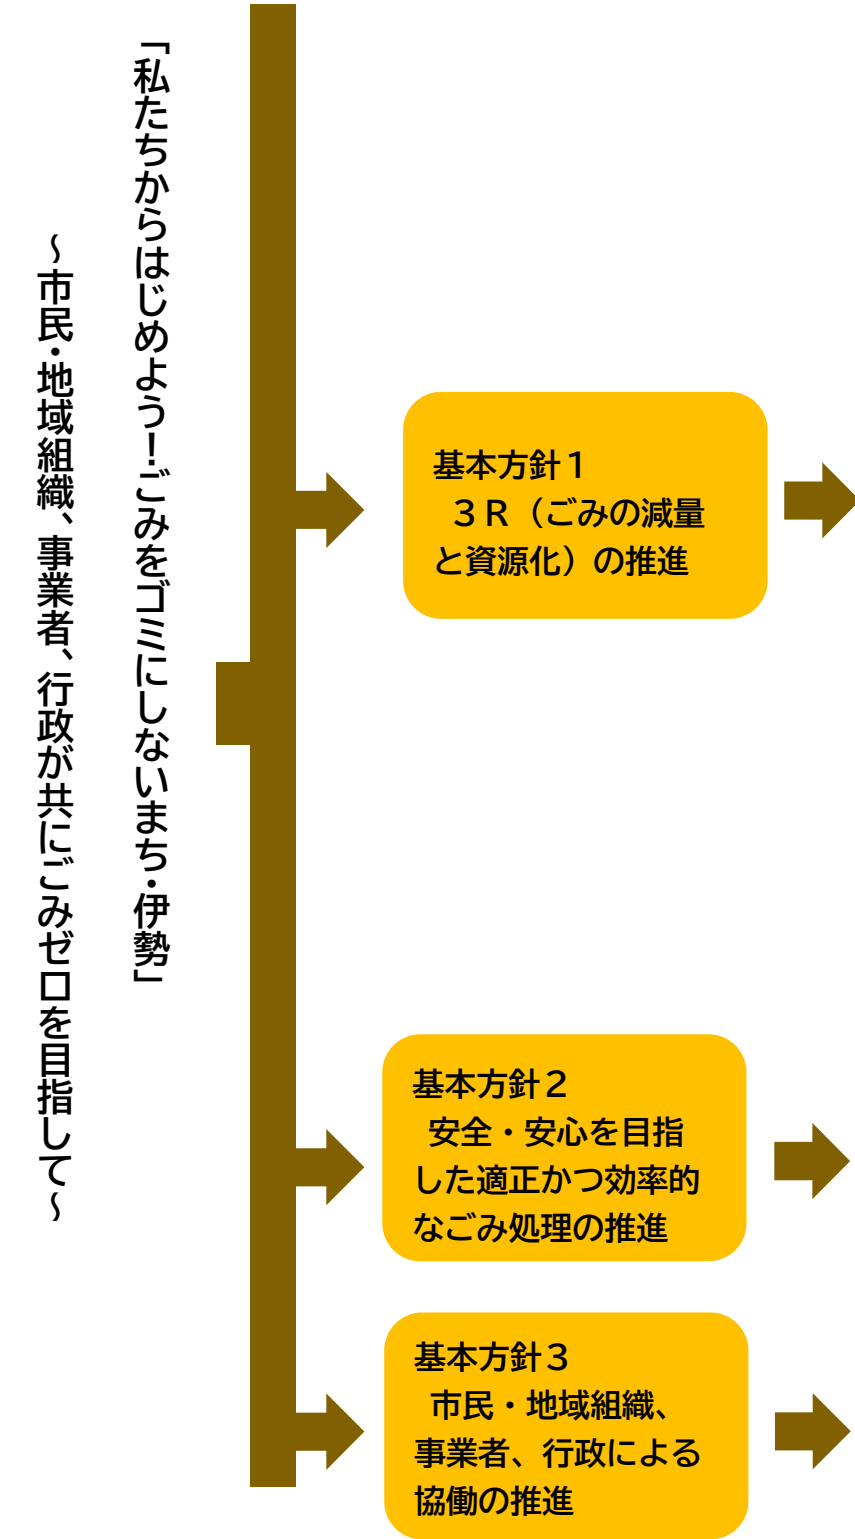 「私たちからはじめよう！ごみをゴミにしないまち・伊勢」
～市民・地域組織、事業者、行政が共にごみゼロを目指して～
基本方針１
３Ｒ（ごみの減量
と資源化）の推進
基本方針２
安全・安心を目指
した適正かつ効率的
なごみ処理の推進
基本方針３
市民・地域組織、
事業者、行政による
協働の推進